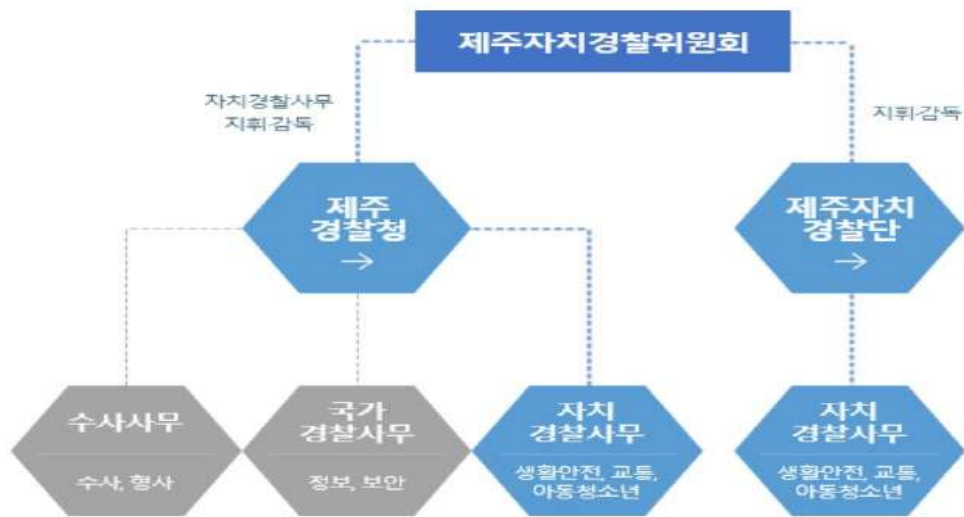 제주자치경찰위원회
자치경찰사무
지휘·감독
지휘·감독
제주
경찰청
→
제주자치
경찰단
→
수사사무
수사, 형사
국가
경찰사무
정보, 보안
자치
경찰사무
생활안전, 교통,
아동청소년
자치
경찰사무
생활안전, 교통,
아동청소년